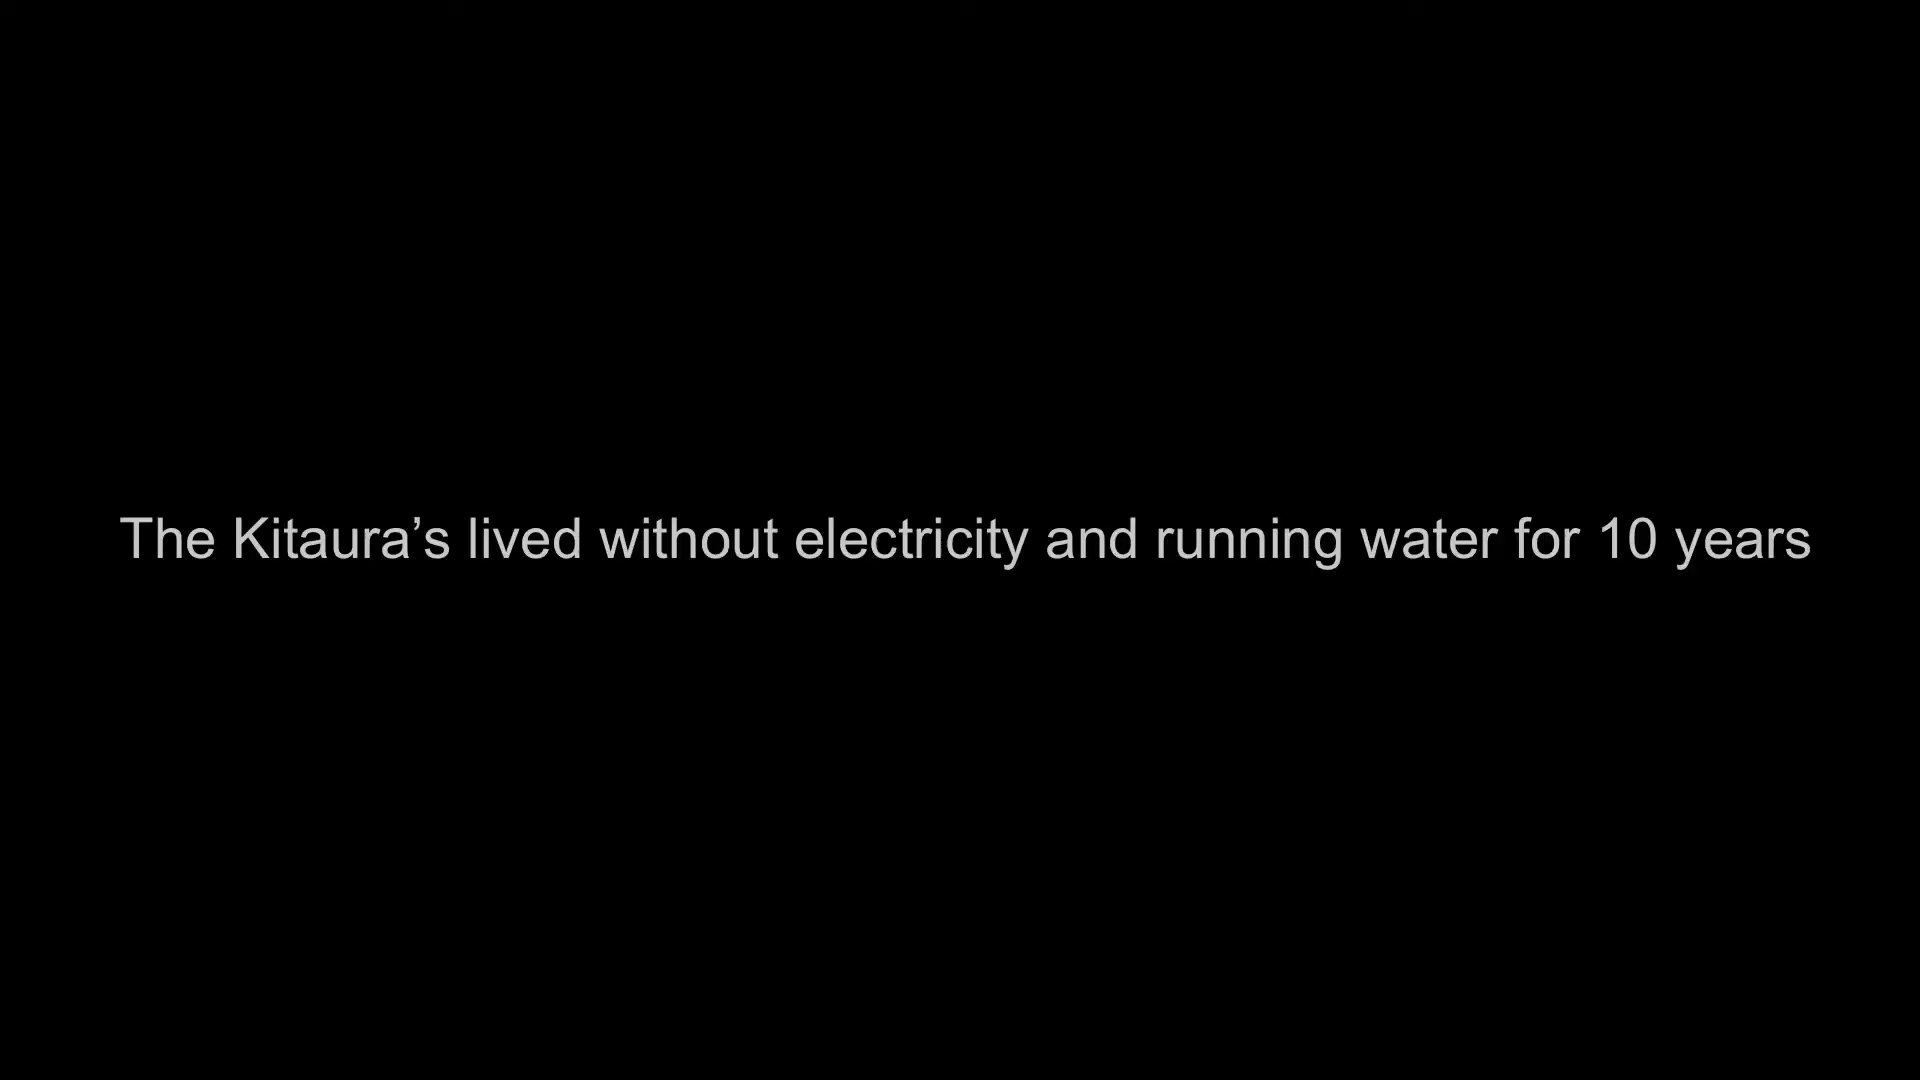 The Kitaura’s lived without electricity and running water for 10 years